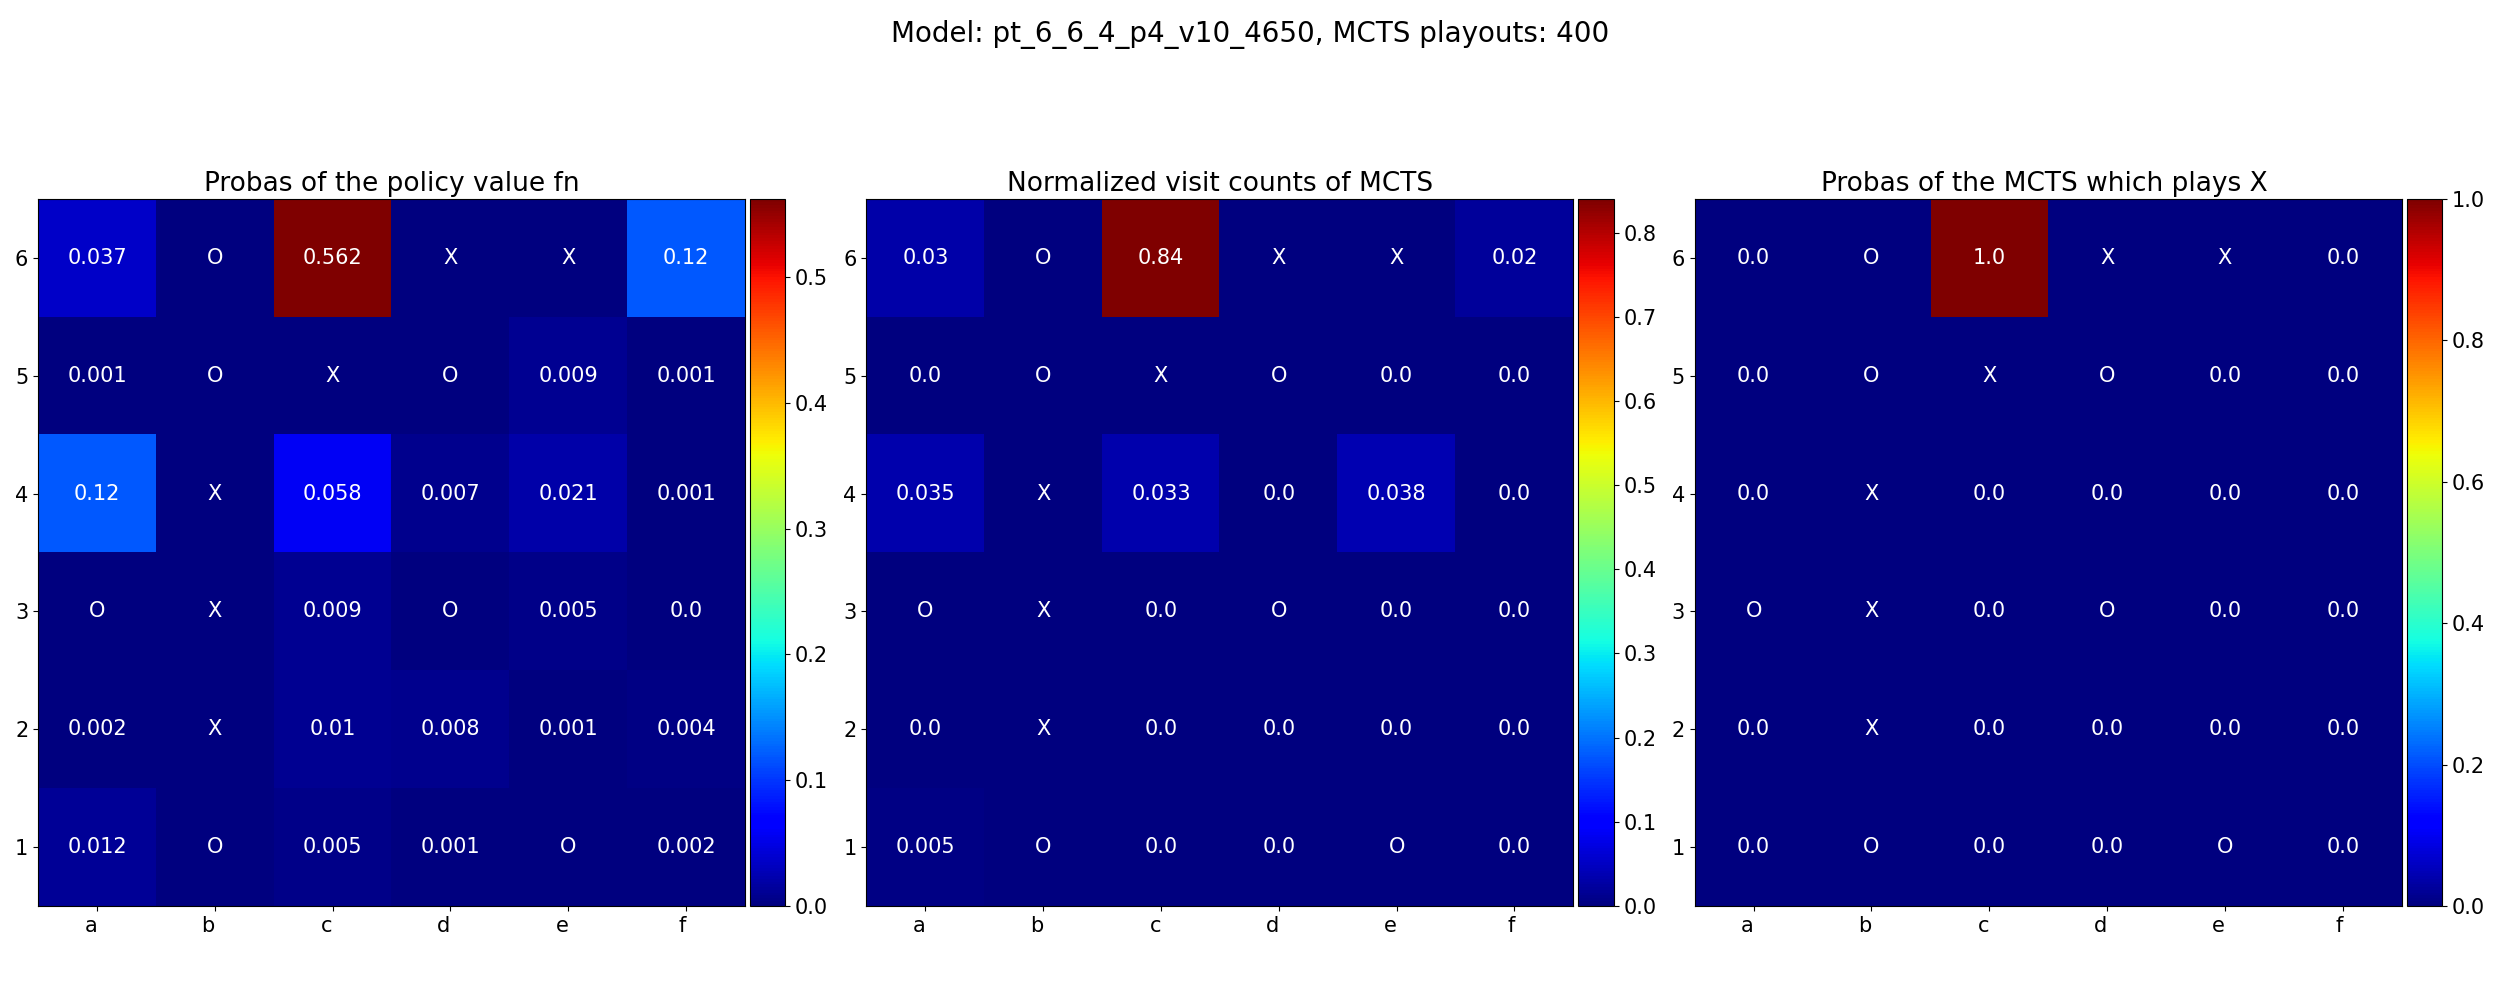 Model: pt_6_6_4_p4_v10_4650, MCTS playouts: 400
Probas of the policy value fn
6 0.037 O 0.562 X X 0.12
5 0.001 O X O 0.009 0.001
4 0.12 X 0.058 0.007 0.021 0.001
3 O X 0.009 O 0.005 0.0
2 0.002 X 0.01 0.008 0.001 0.004
1 0.012 O 0.005 0.001 O 0.002
a b c d e f
0.5
0.4
0.3
0.2
0.1
0.0
Normalized visit counts of MCTS
6 0.03 O 0.84 X X 0.02
5 0.0 O X O 0.0 0.0
4 0.035 X 0.033 0.0 0.038 0.0
3 O X 0.0 O 0.0 0.0
2 0.0 X 0.0 0.0 0.0 0.0
1 0.005 O 0.0 0.0 O 0.0
a b c d e f
0.8
0.7
0.6
0.5
0.4
0.3
0.2
0.1
0.0
Probas of the MCTS which plays X
6 0.0 O 1.0 X X 0.0
5 0.0 O X O 0.0 0.0
4 0.0 X 0.0 0.0 0.0 0.0
3 O X 0.0 O 0.0 0.0
2 0.0 X 0.0 0.0 0.0 0.0
1 0.0 O 0.0 0.0 O 0.0
a b c d e f
1.0
0.8
0.6
0.4
0.2
0.0